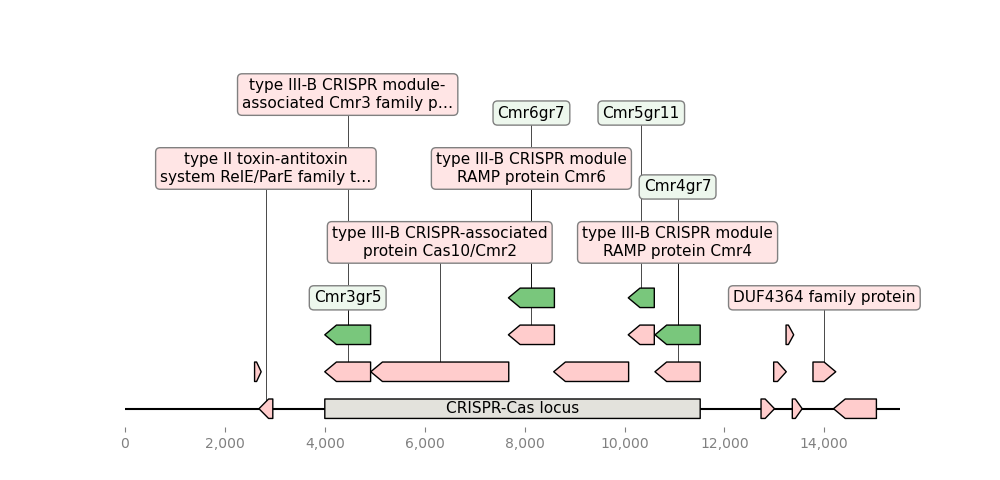 type III-B CRISPR module-
associated Cmr3 family p...
Cmr6gr7
Cmr5gr11
type II toxin-antitoxin
system RelE/ParE family t...
type III-B CRISPR module
RAMP protein Cmr6
Cmr4gr7
type III-B CRISPR-associated
protein Cas10/Cmr2
type III-B CRISPR module
RAMP protein Cmr4
Cmr3gr5
DUF4364 family protein
CRISPR-Cas locus
0 2,000 4,000 6,000 8,000 10,000 12,000 14,000